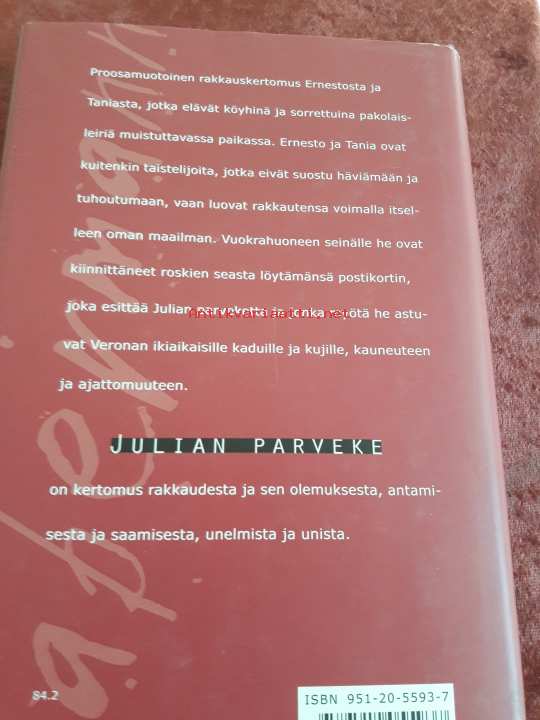 Proosamuotoinen rakkauskertomus Ernestosta ja
Taniasta, jotka elävät köyhinä ja sorrettuina pakolais-
leiriä muistuttavassa paikassa. Ernesto ja Tania ovat
kuitenkin taistelijoita, jotka eivät suostu häviämään ja
tuhoutumaan, vaan luovat rakkautensa voimalla itsel-
leen oman maailman. Vuokrahuoneen seinälle he ovat
kiinnittäneet roskien seasta löytämänsä postikortin,
joka esittää Julian parveketta ja jonka myötä he astu-
vat Veronan ikiaikaisille kaduille ja kujille, kauneuteen
ja ajattomuuteen.
JULIAN PARVEKE
on kertomus rakkaudesta ja sen olemuksesta, antami-
sesta ja saamisesta, unelmista ja unista.
84.2
ISBN 951-20-5593-7